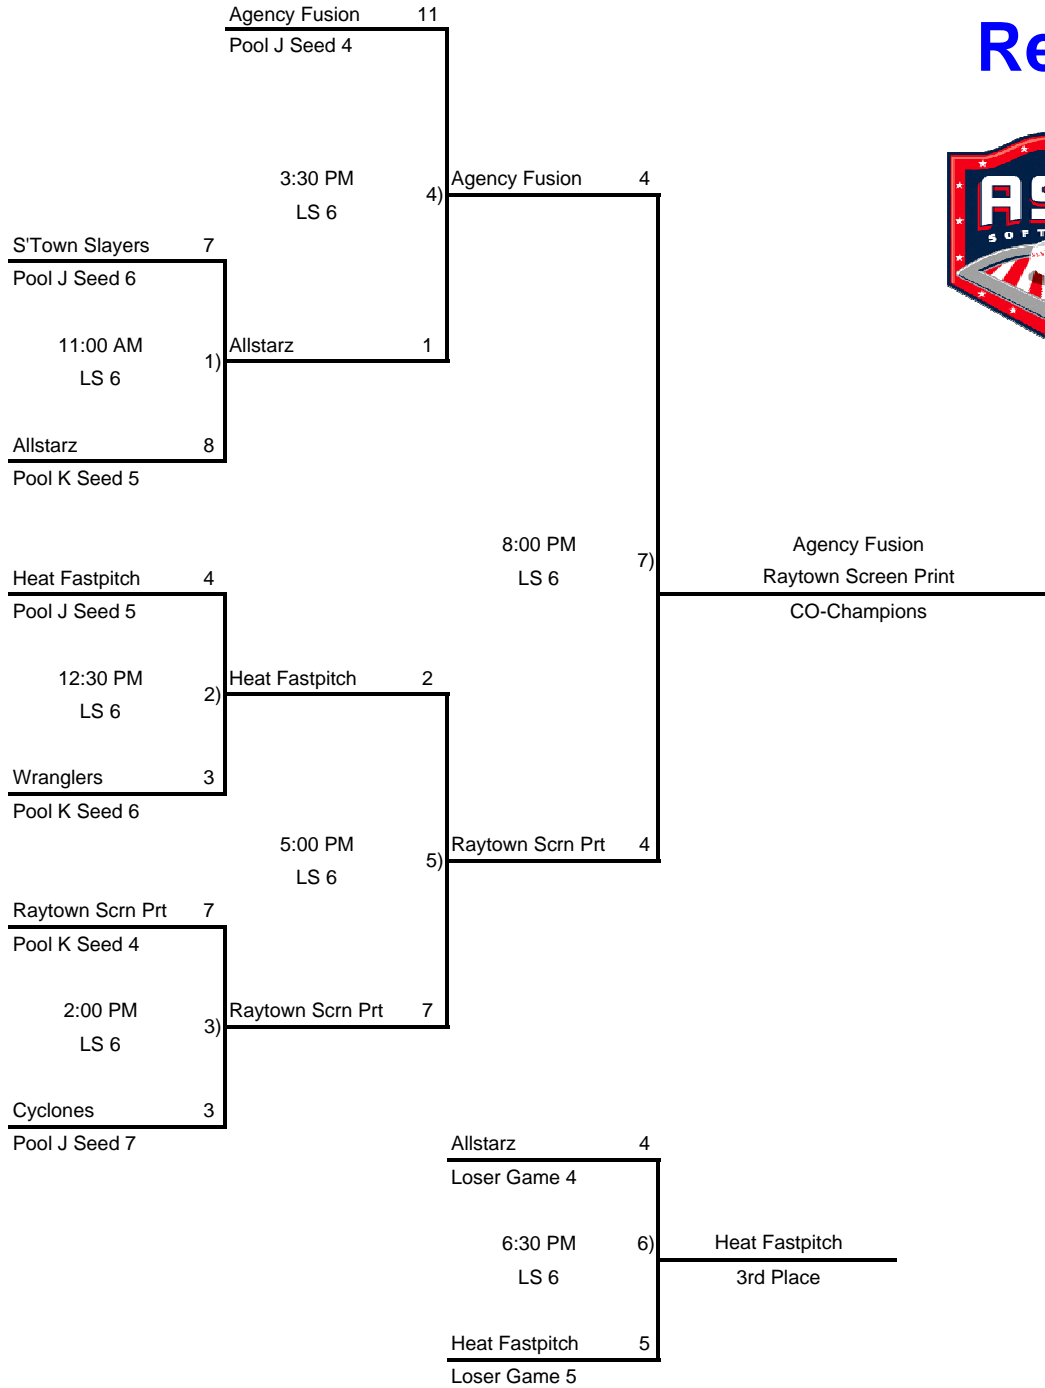 Agency Fusion 11
Pool J Seed 4
Re
3:30 PM
LS 6
4)
Agency Fusion 4
S'Town Slayers 7
Pool J Seed 6
11:00 AM
LS 6
1)
Allstarz 1
Allstarz 8
Pool K Seed 5
8:00 PM
LS 6
7)
Agency Fusion
Raytown Screen Print
CO-Champions
Heat Fastpitch 4
Pool J Seed 5
12:30 PM
LS 6
2)
Heat Fastpitch 2
Wranglers 3
Pool K Seed 6
5:00 PM
LS 6
5)
Raytown Scrn Prt 4
Raytown Scrn Prt 7
Pool K Seed 4
2:00 PM
LS 6
3)
Raytown Scrn Prt 7
Cyclones 3
Pool J Seed 7
Allstarz 4
Loser Game 4
6:30 PM
LS 6
6)
Heat Fastpitch
3rd Place
Heat Fastpitch 5
Loser Game 5